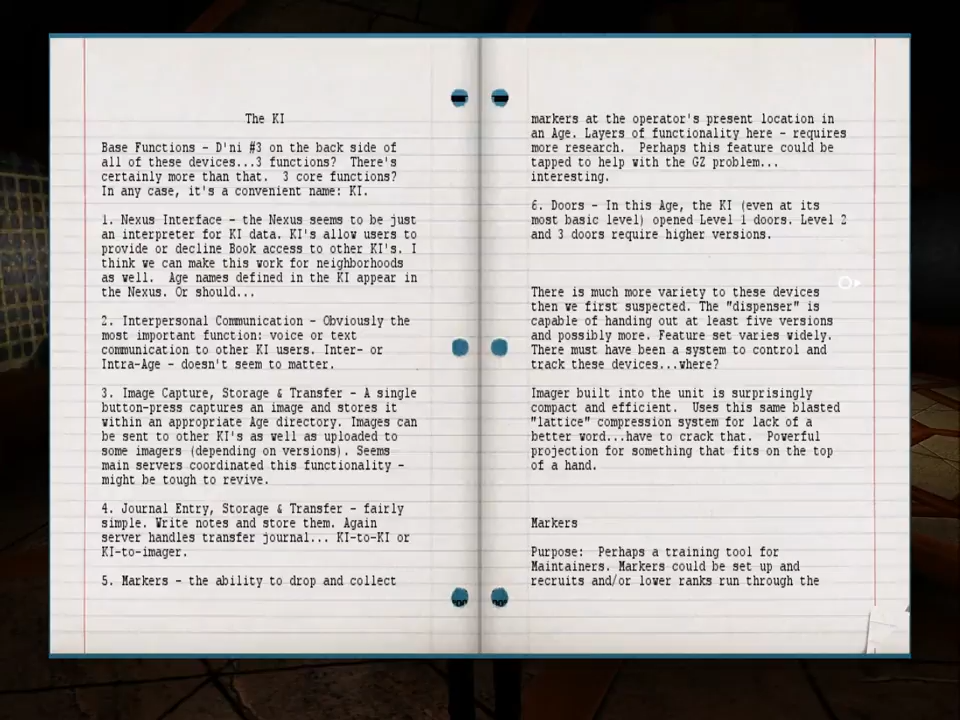 The KI
Base Functions - D'ni #3 on the back side of
all of these devices...3 functions?  There's
certainly more than that.  3 core functions?
In any case, it's a convenient name: KI.
1. Nexus Interface - the Nexus seems to be just
an interpreter for KI data. KI's allow users to
provide or decline Book access to other KI's. I
think we can make this work for neighborhoods
as well.  Age names defined in the KI appear in
the Nexus. Or should...
2. Interpersonal Communication - Obviously the
most important function: voice or text
communication to other KI users. Inter- or
Intra-Age - doesn't seem to matter.
3. Image Capture, Storage & Transfer - A single
button-press captures an image and stores it
within an appropriate Age directory. Images can
be sent to other KI's as well as uploaded to
some imagers (depending on versions). Seems
main servers coordinated this functionality -
might be tough to revive.
4. Journal Entry, Storage & Transfer - fairly
simple. Write notes and store them. Again
server handles transfer journal... KI-to-KI or
KI-to-imager.
5. Markers - the ability to drop and collect
markers at the operator's present location in
an Age. Layers of functionality here - requires
more research.  Perhaps this feature could be
tapped to help with the GZ problem...
interesting.
6. Doors - In this Age, the KI (even at its
most basic level) opened Level 1 doors. Level 2
and 3 doors require higher versions.
There is much more variety to these devices
then we first suspected. The "dispenser" is
capable of handing out at least five versions
and possibly more. Feature set varies widely.
There must have been a system to control and
track these devices...where?
Imager built into the unit is surprisingly
compact and efficient.  Uses this same blasted
"lattice" compression system for lack of a
better word...have to crack that.  Powerful
projection for something that fits on the top
of a hand.
Markers
Purpose:  Perhaps a training tool for
Maintainers. Markers could be set up and
recruits and/or lower ranks run through the